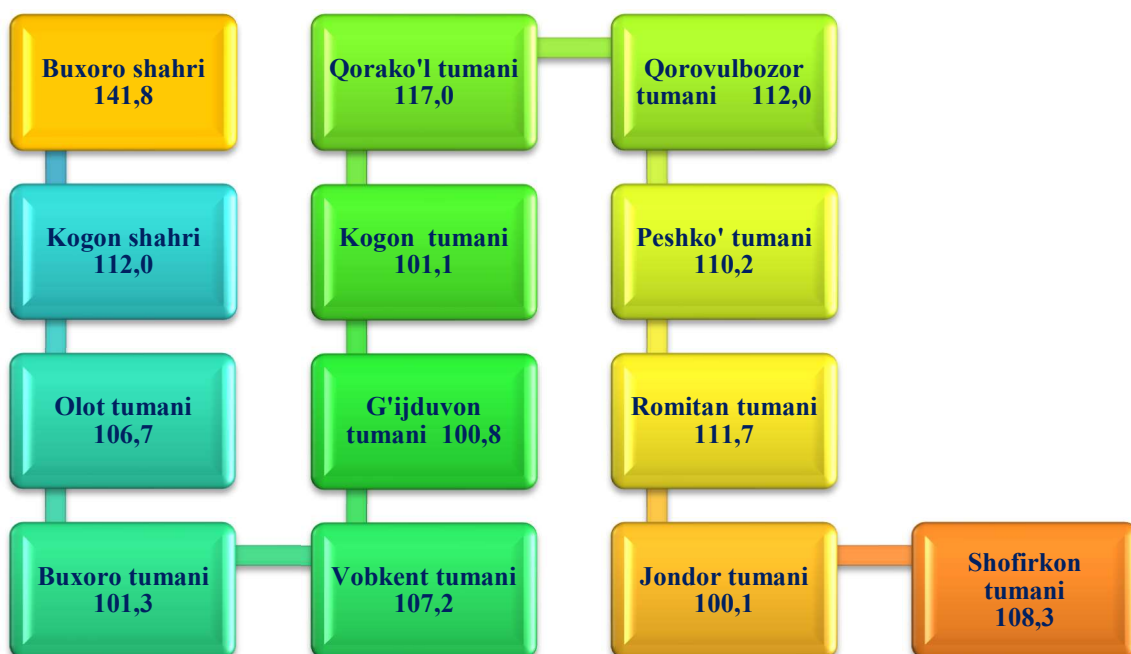 Buxoro shahri
141,8
Kogon shahri
112,0
Olot tumani
106,7
Buxoro tumani
101,3
Vobkent tumani
107,2
G'ijduvon
tumani 100,8
Kogon tumani
101,1
Qorako'l tumani
117,0
Qorovulbozor
tumani 112,0
Peshko' tumani
110,2
Romitan tumani
111,7
Jondor tumani
100,1
Shofirkon
tumani
108,3